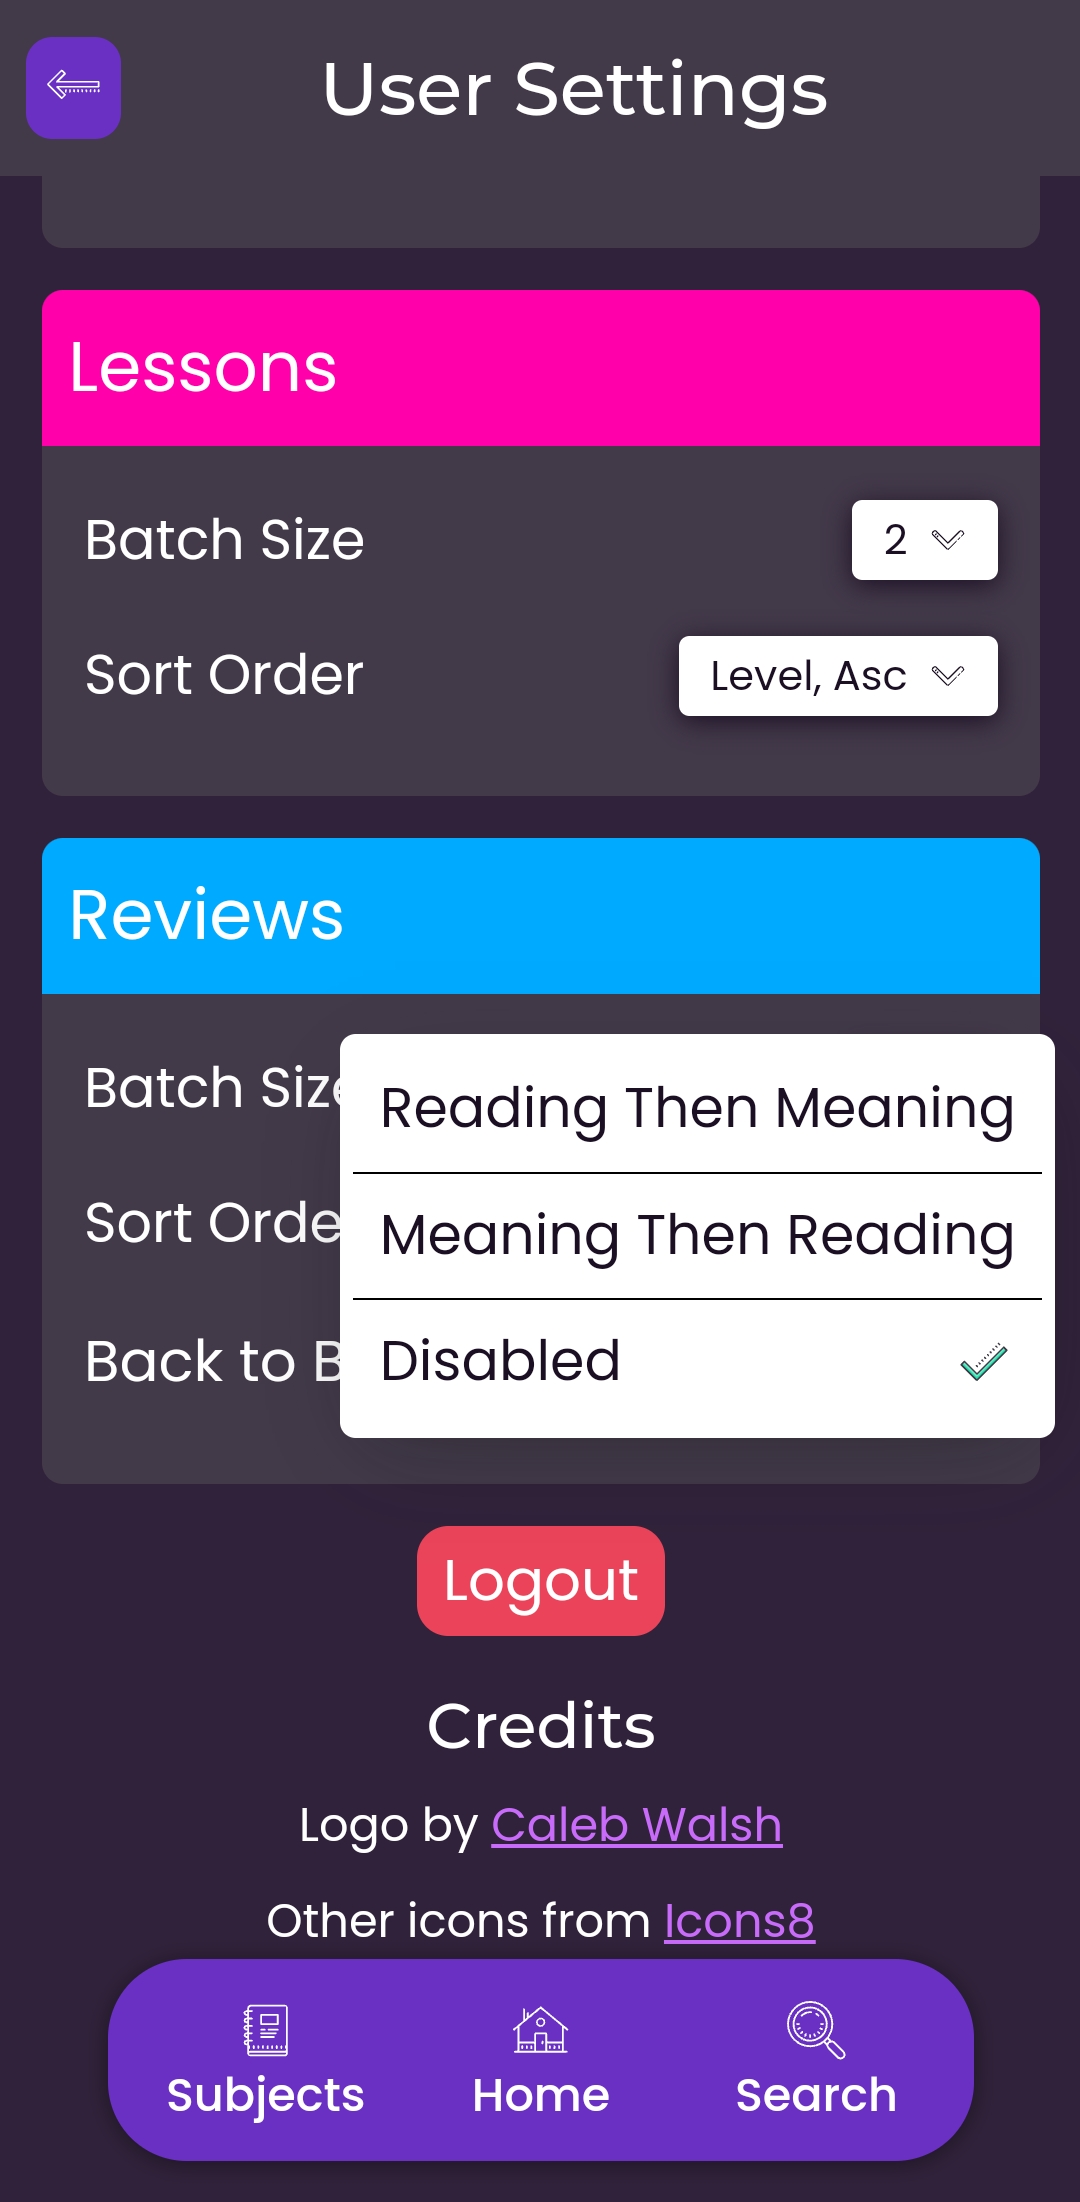 User Settings
Lessons
Batch Size
2
Sort Order
Level, Asc
Reviews
Batch Size
Sort Orde
Back to B
Reading Then Meaning
Meaning Then Reading
Disabled
Logout
Credits
Logo by Caleb Walsh
Other icons from Icons8
Subjects
Home
Search